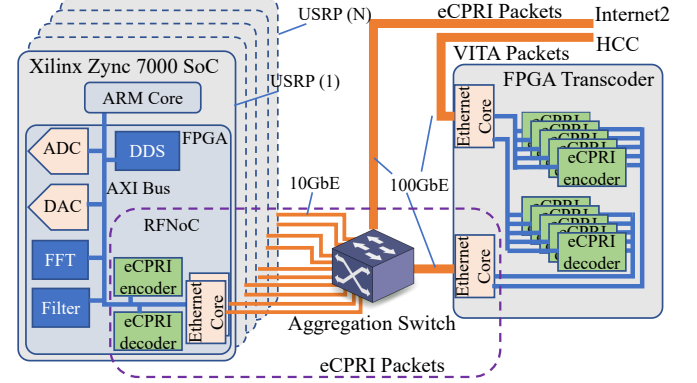 eCPRI Packets
Internet2
USRP (N)
HCC
VITA Packets
Xilinx Zync 7000 SoC
USRP (1)
FPGA Transcoder
ARM Core
Ethernet
Core
FPGA
ADC
DDS
eCPRI
encoder
AXI Bus
10GbE
100GbE
DAC
RFNoC
eCPRI
decoder
FFT
eCPRI
encoder
Ethernet
Core
Filter
Ethernet
Core
eCPRI
decoder
Aggregation Switch
eCPRI Packets